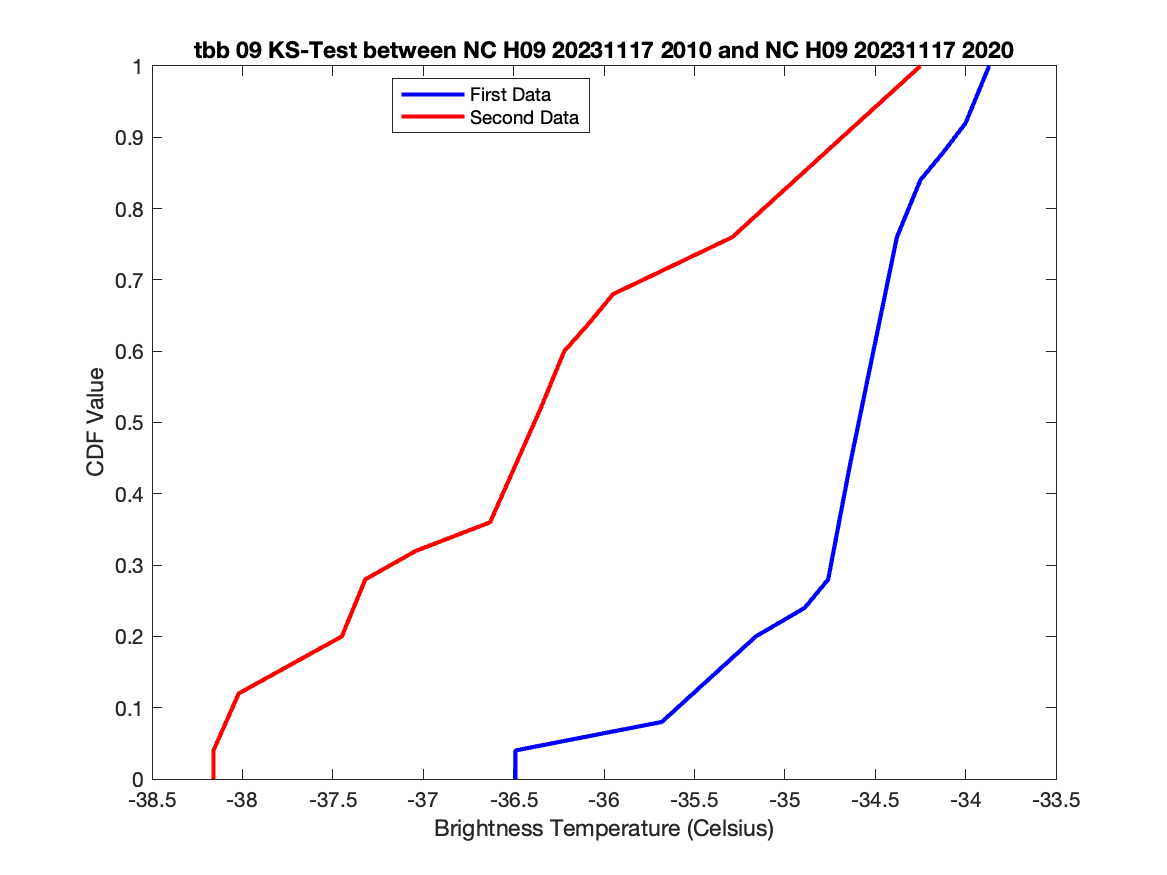 tbb 09 KS-Test between NC H09 20231117 2010 and NC H09 20231117 2020
First Data
Second Data
1
0.9
0.8
0.7
0.6
0.5
0.4
0.3
0.2
0.1
0
CDF Value
-38.5 -38 -37.5 -37 -36.5 -36 -35.5 -35 -34.5 -34 -33.5
Brightness Temperature (Celsius)